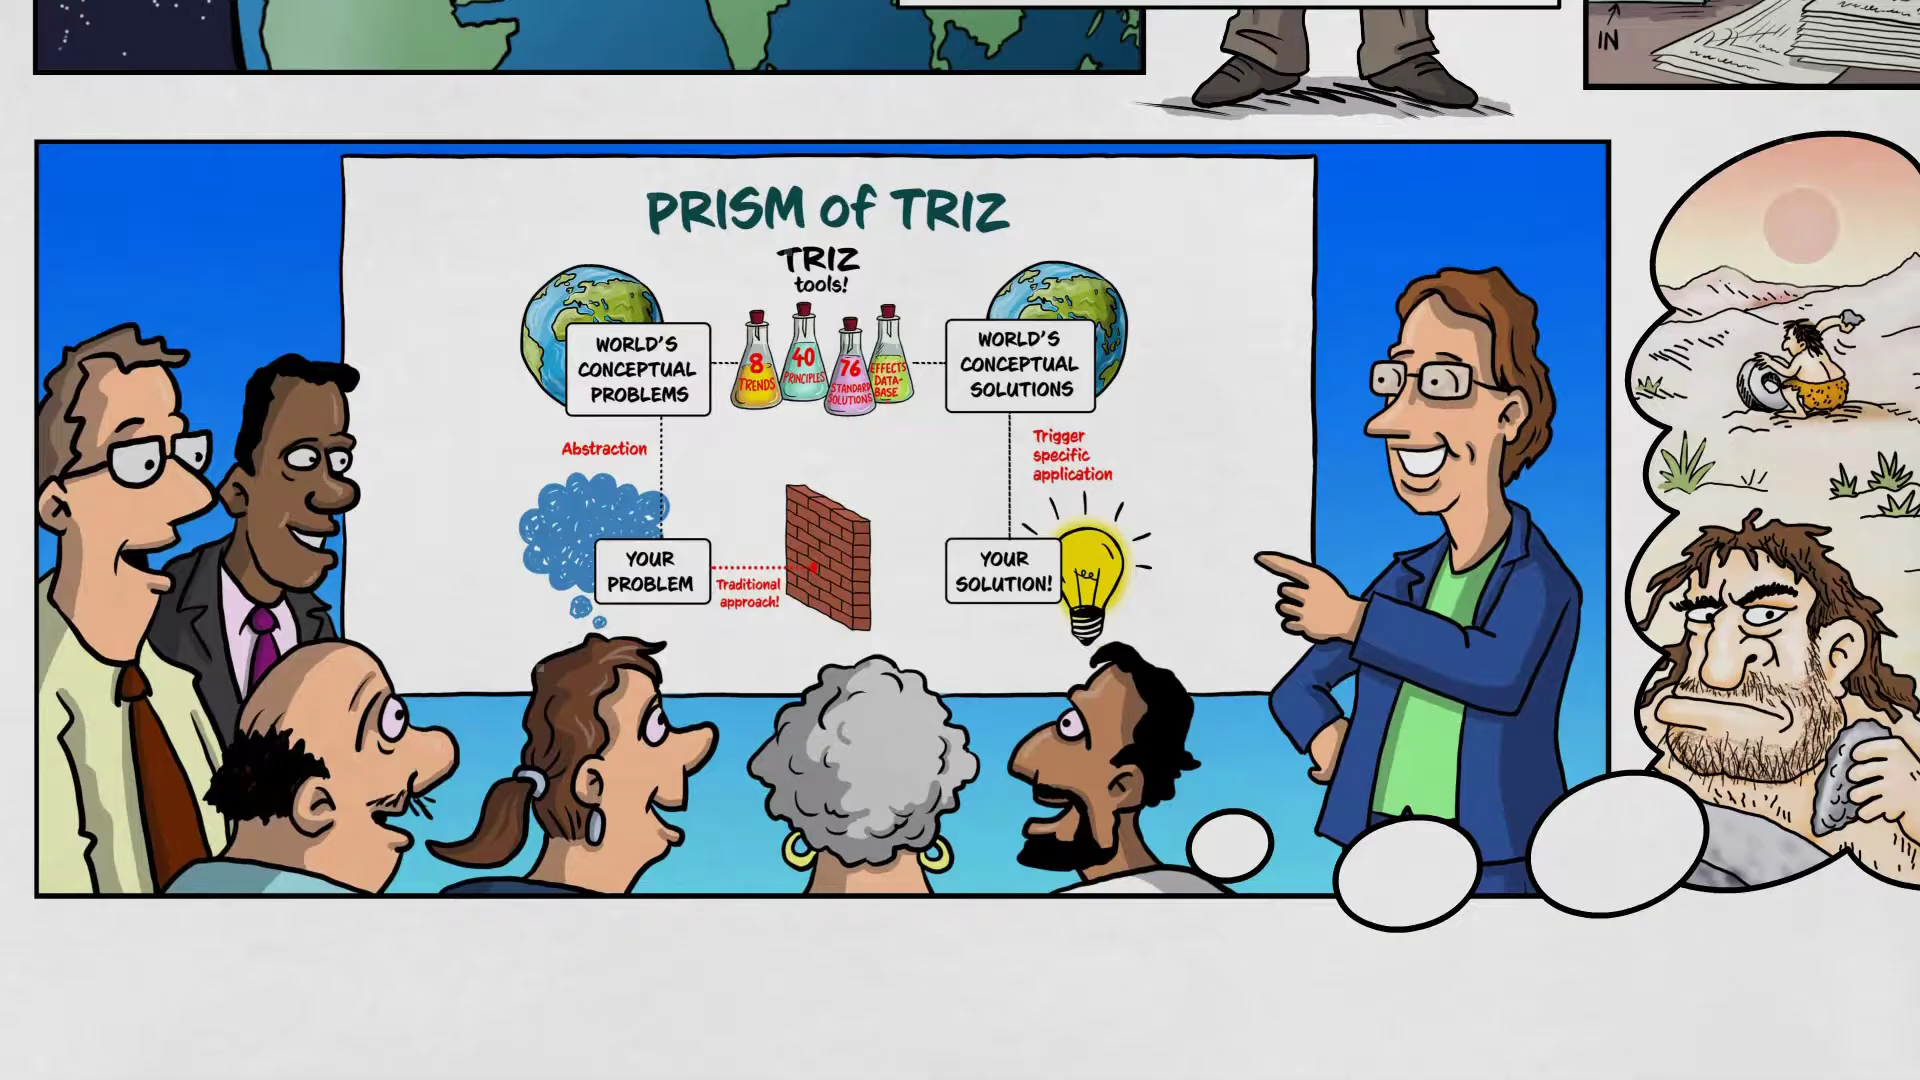 IN
PRISM of TRIZ
TRIZ
tools!
WORLD'S
CONCEPTUAL
PROBLEMS
8
TRENDS
40
PRINCIPLES
76
STANDARD
SOLUTIONS
EFFECTS
DATA-
BASE
WORLD'S
CONCEPTUAL
SOLUTIONS
Abstraction
Trigger
specific
application
YOUR
PROBLEM
Traditional
approach!
YOUR
SOLUTION!